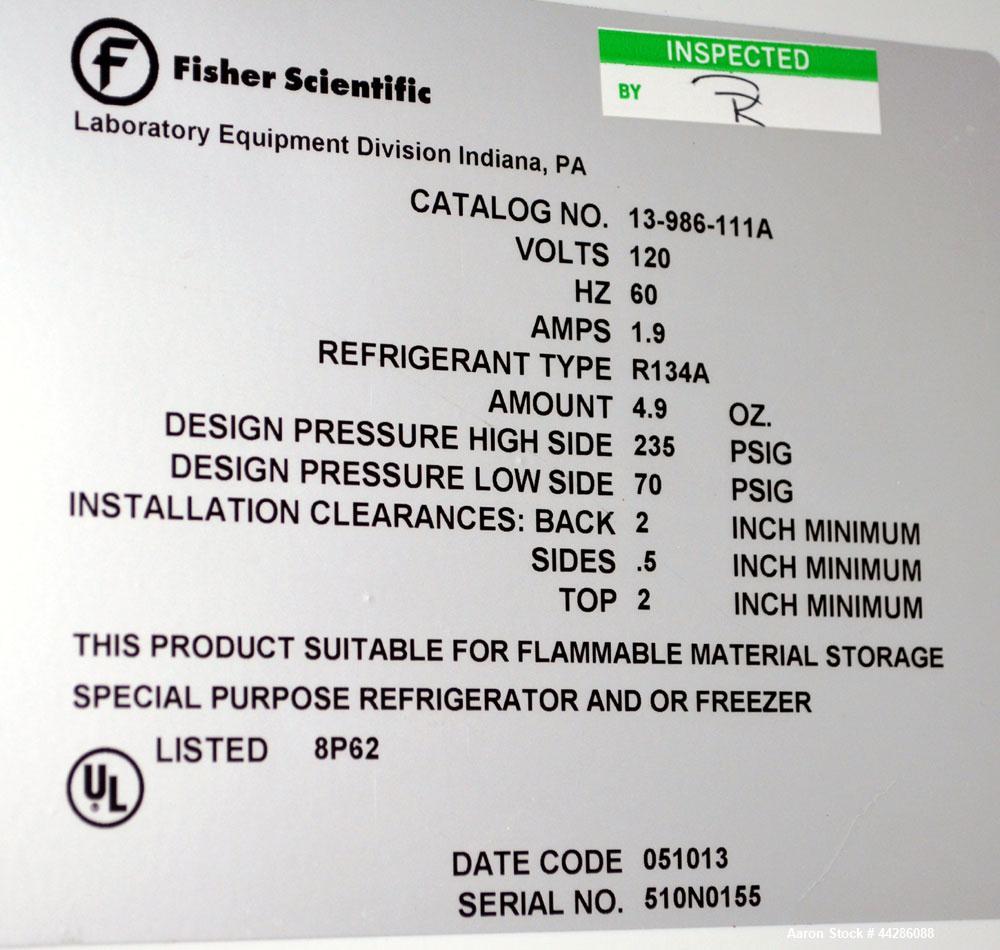 Fisher Scientific
INSPECTED
BY
Laboratory Equipment Division Indiana, PA
CATALOG NO. 13-986-111A
VOLTS 120
HZ 60
AMPS 1.9
REFRIGERANT TYPE R134A
AMOUNT 4.9 OZ.
DESIGN PRESSURE HIGH SIDE 235 PSIG
DESIGN PRESSURE LOW SIDE 70 PSIG
INSTALLATION CLEARANCES: BACK 2 INCH MINIMUM
SIDES .5 INCH MINIMUM
TOP 2 INCH MINIMUM
THIS PRODUCT SUITABLE FOR FLAMMABLE MATERIAL STORAGE
SPECIAL PURPOSE REFRIGERATOR AND OR FREEZER
UL ® LISTED 8P62
DATE CODE 051013
SERIAL NO. 510N0155
Aaron Stock # 44286088